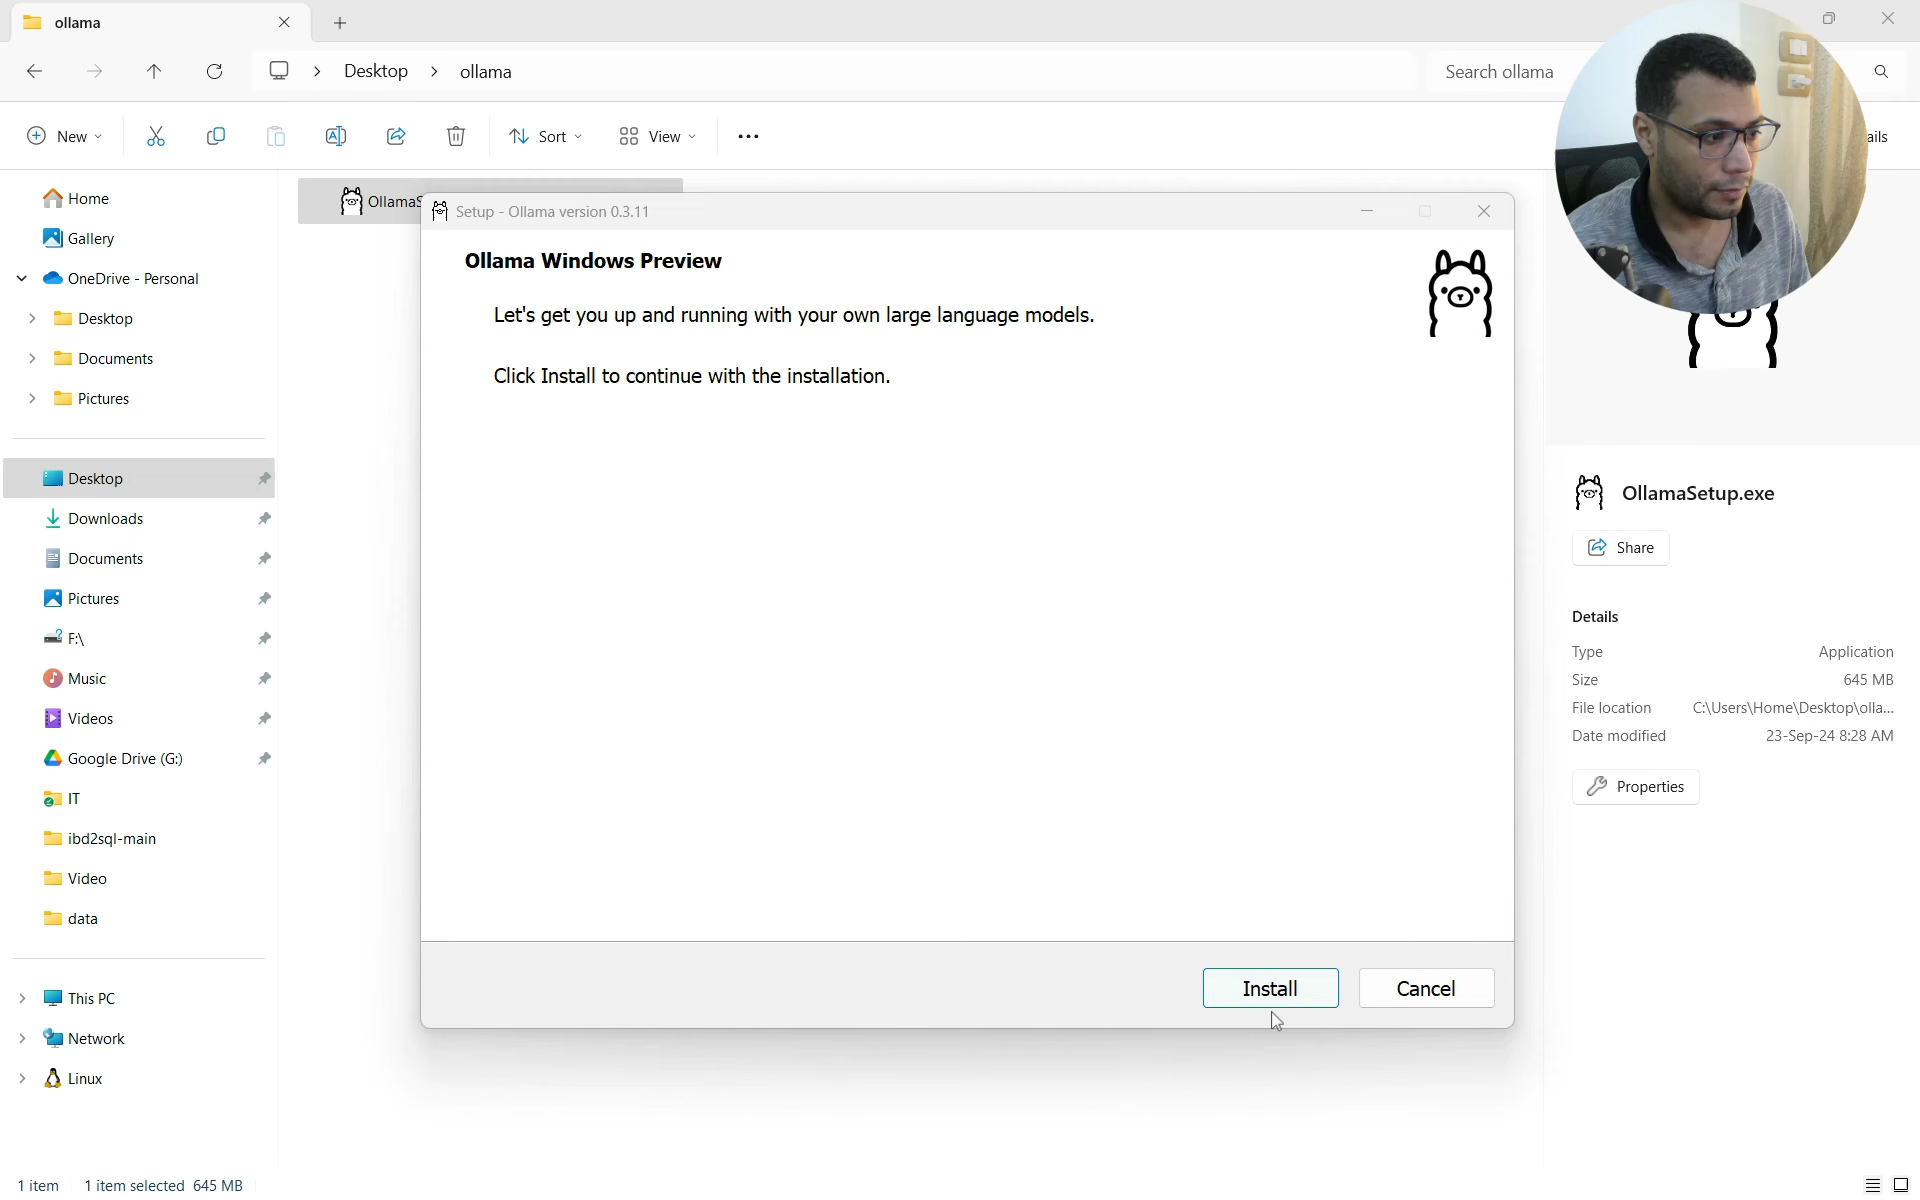 ollama
Desktop
ollama
Search ollama
New
Sort
View
ails
Home
Gallery
OneDrive - Personal
Desktop
Documents
Pictures
Desktop
Downloads
Documents
Pictures
F:\
Music
Videos
Google Drive (G:)
IT
ibd2sql-main
Video
data
This PC
Network
Linux
OllamaS
Setup - Ollama version 0.3.11
Ollama Windows Preview
Let's get you up and running with your own large language models.
Click Install to continue with the installation.
Install
Cancel
OllamaSetup.exe
Share
Details
Type Application
Size 645 MB
File location C:\Users\Home\Desktop\olla...
Date modified 23-Sep-24 8:28 AM
Properties
1 item 1 item selected 645 MB